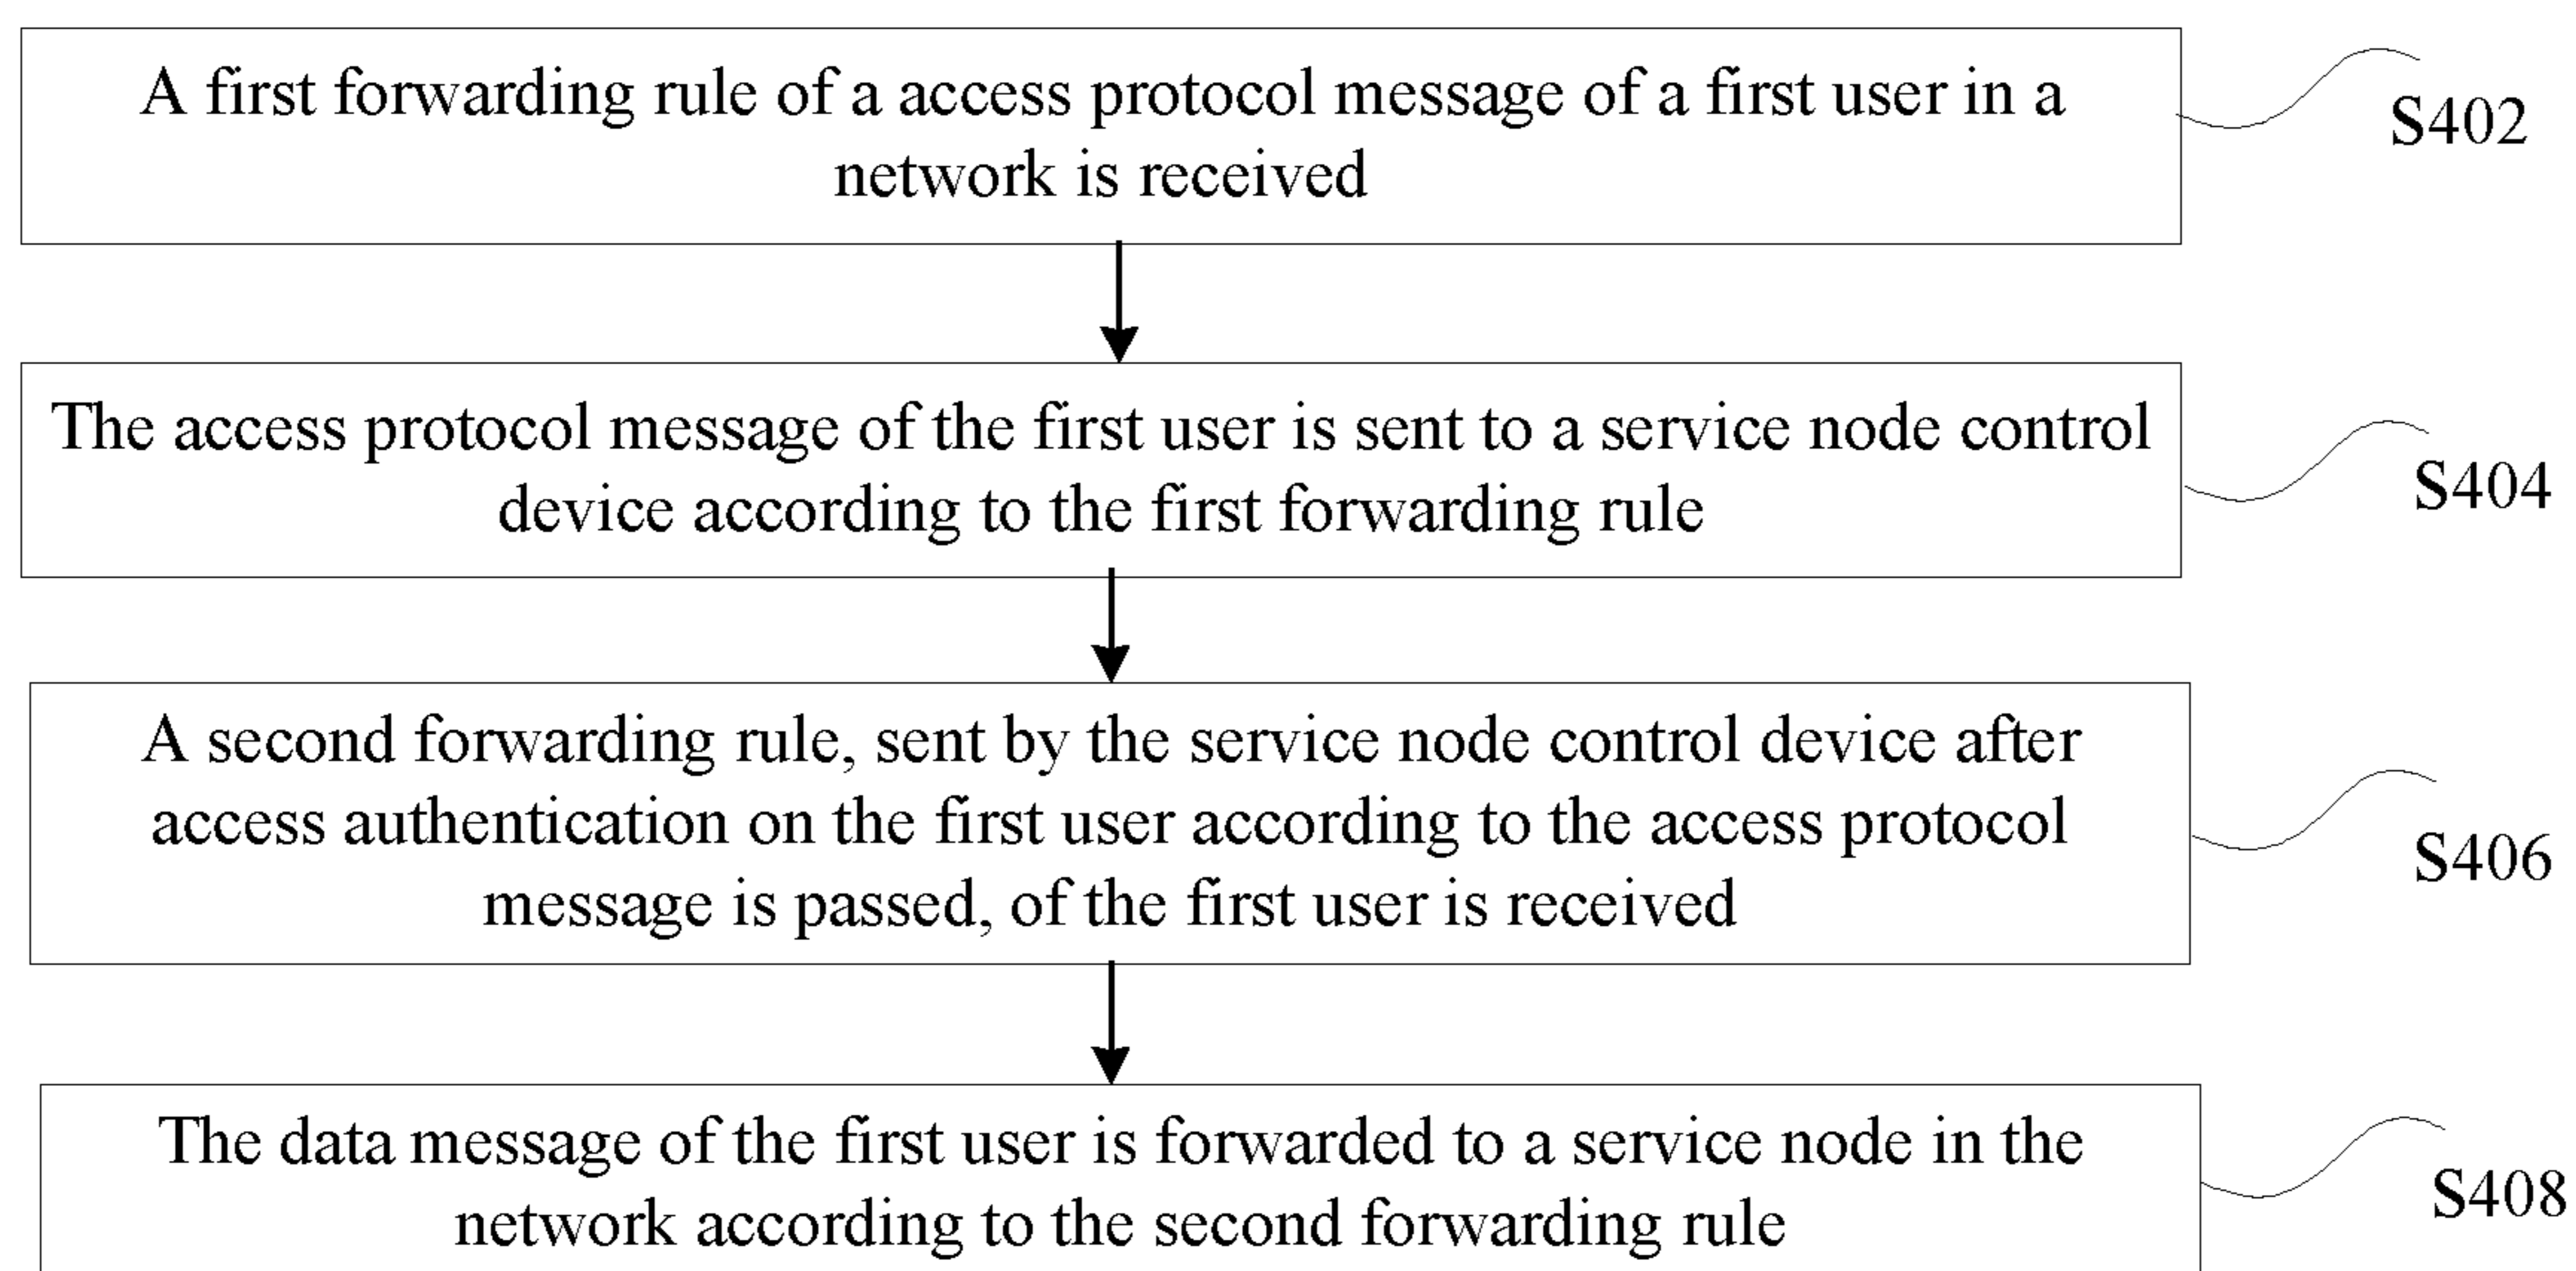 A first forwarding rule of a access protocol message of a first user in a
network is received
S402
The access protocol message of the first user is sent to a service node control
device according to the first forwarding rule
S404
A second forwarding rule, sent by the service node control device after
access authentication on the first user according to the access protocol
message is passed, of the first user is received
S406
The data message of the first user is forwarded to a service node in the
network according to the second forwarding rule
S408